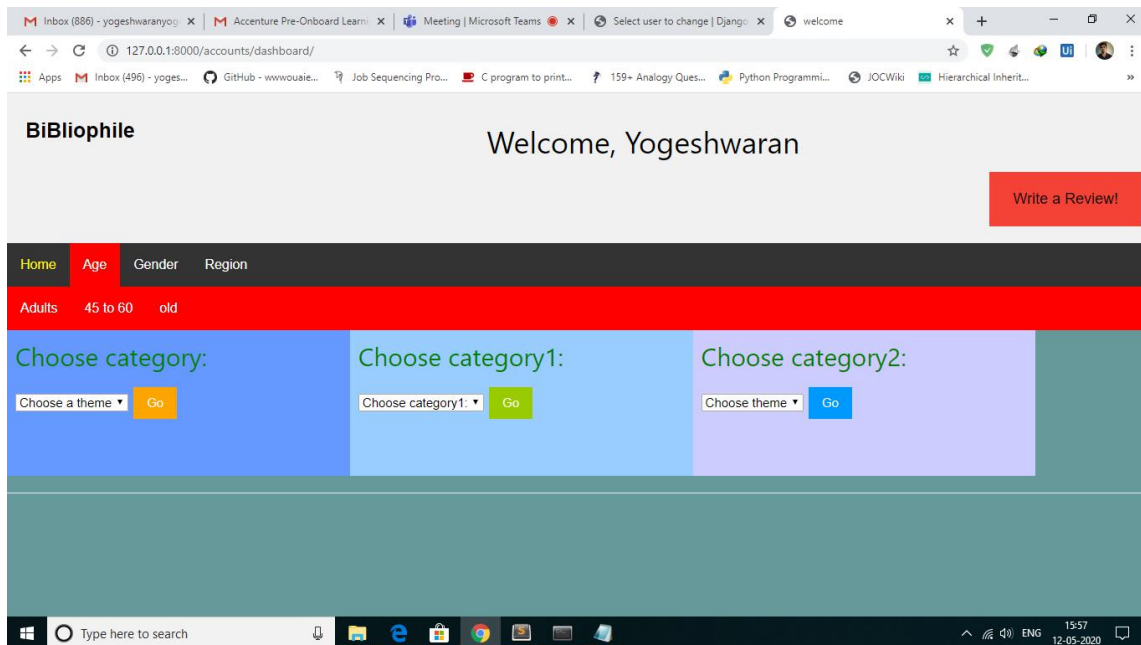 Inbox (886) - yogeshwaranyog
Accenture Pre-Onboard Learni
Meeting | Microsoft Teams
Select user to change | Django
welcome
127.0.0.1:8000/accounts/dashboard/
Apps
Inbox (496) - yoges...
GitHub - wwwouaie...
Job Sequencing Pro...
C program to print...
159+ Analogy Ques...
Python Programmi...
JOCWiki
Hierarchical Inherit...
BiBliophile
Welcome, Yogeshwaran
Write a Review!
Home Age Gender Region
Adults 45 to 60 old
Choose category: Choose category1: Choose category2:
Choose a theme Go Choose category1: Go Choose theme Go
Type here to search
ENG
15:57
12-05-2020